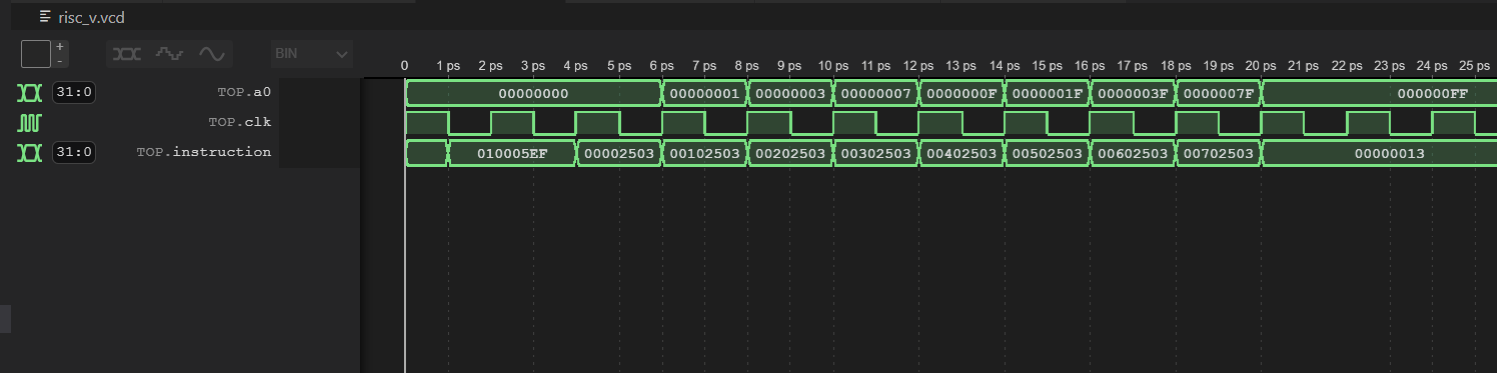 risc_v.vcd
+
-
BIN
0 1 ps 2 ps 3 ps 4 ps 5 ps 6 ps 7 ps 8 ps 9 ps 10 ps 11 ps 12 ps 13 ps 14 ps 15 ps 16 ps 17 ps 18 ps 19 ps 20 ps 21 ps 22 ps 23 ps 24 ps 25 ps
31:0 TOP.a0 00000000 00000001 00000003 00000007 0000000F 0000001F 0000003F 0000007F 000000FF
TOP.clk
31:0 TOP.instruction 010005EF 00002503 00102503 00202503 00302503 00402503 00502503 00602503 00702503 00000013